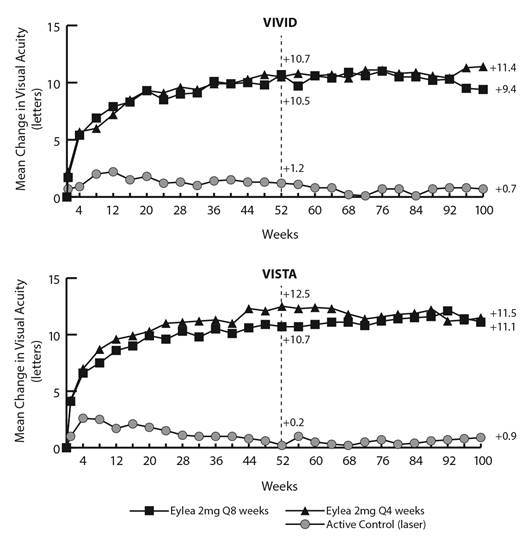 VIVID
Mean Change in Visual Acuity
(letters)
15
10
5
0
+10.7
+10.5
+1.2
+11.4
+9.4
+0.7
4 12 20 28 36 44 52 60 68 76 84 92 100
Weeks
VISTA
Mean Change in Visual Acuity
(letters)
15
10
5
0
+12.5
+10.7
+0.2
+11.5
+11.1
+0.9
4 12 20 28 36 44 52 60 68 76 84 92 100
Weeks
Eylea 2mg Q8 weeks
Eylea 2mg Q4 weeks
Active Control (laser)